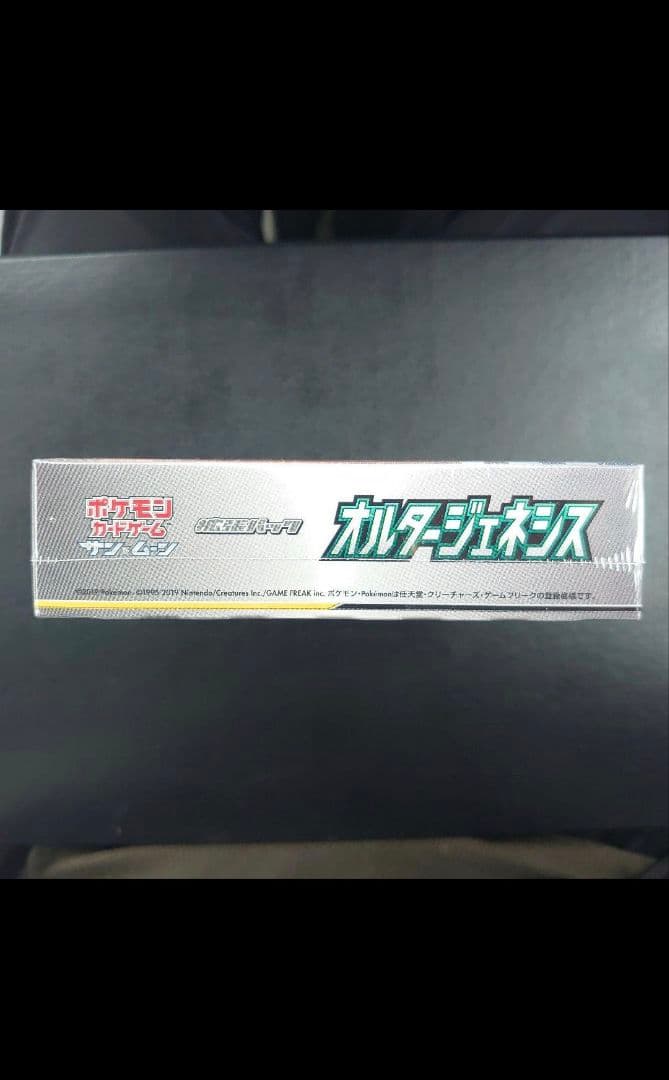 ポケモン
カードゲーム
サン&ムーン
拡張パック
オルタージェネシス
©2019 Pokémon. ©1995-2019 Nintendo/Creatures Inc./GAME FREAK inc. ポケモン・Pokémonは任天堂・クリーチャーズ・ゲームフリークの登録商標です。